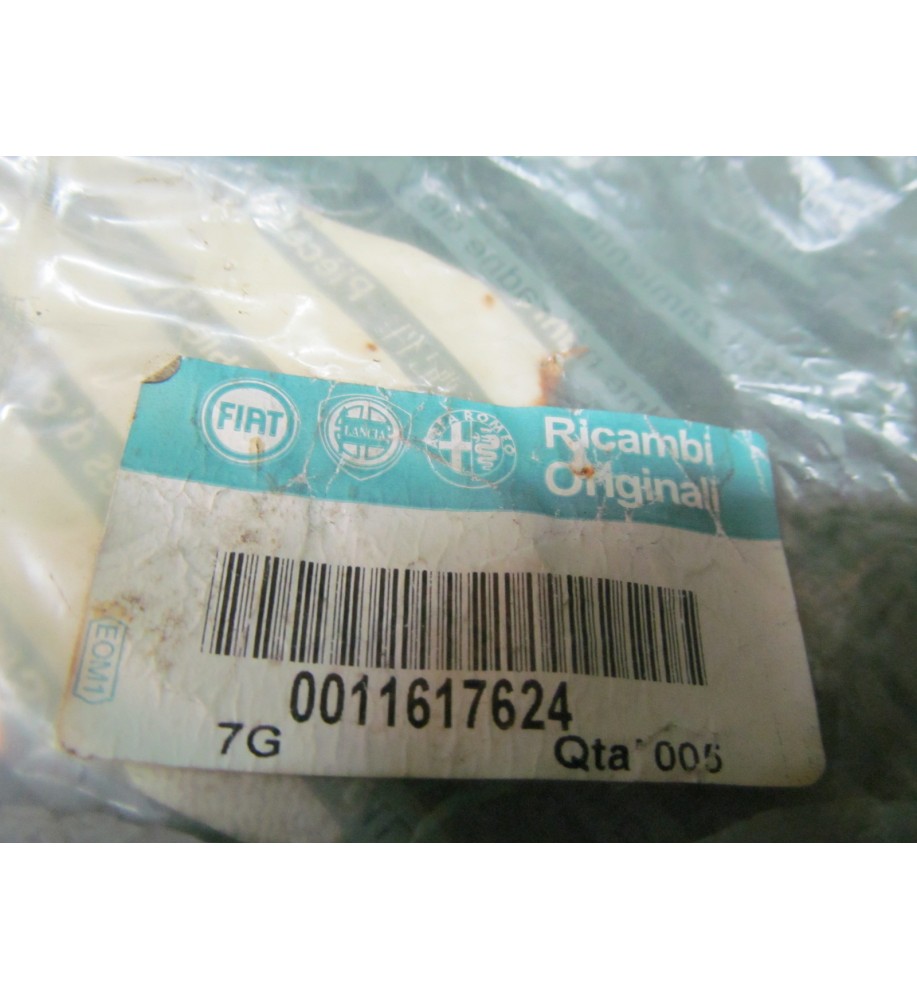 FIAT
LANCIA
ALFA ROMEO
Ricambi
Originali
EOM1
0011617624
7G
Qta' 005